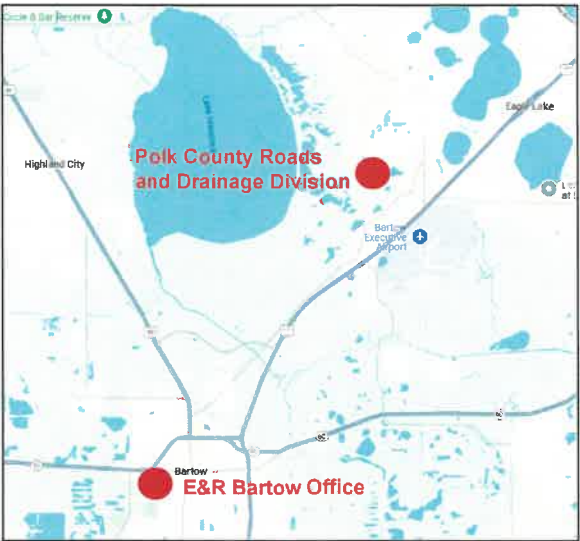 Circle B Bar Reserve
Eagle Lake
Highland City
Polk County Roads
and Drainage Division
Bartow
Executive
Airport
Bartow
E&R Bartow Office